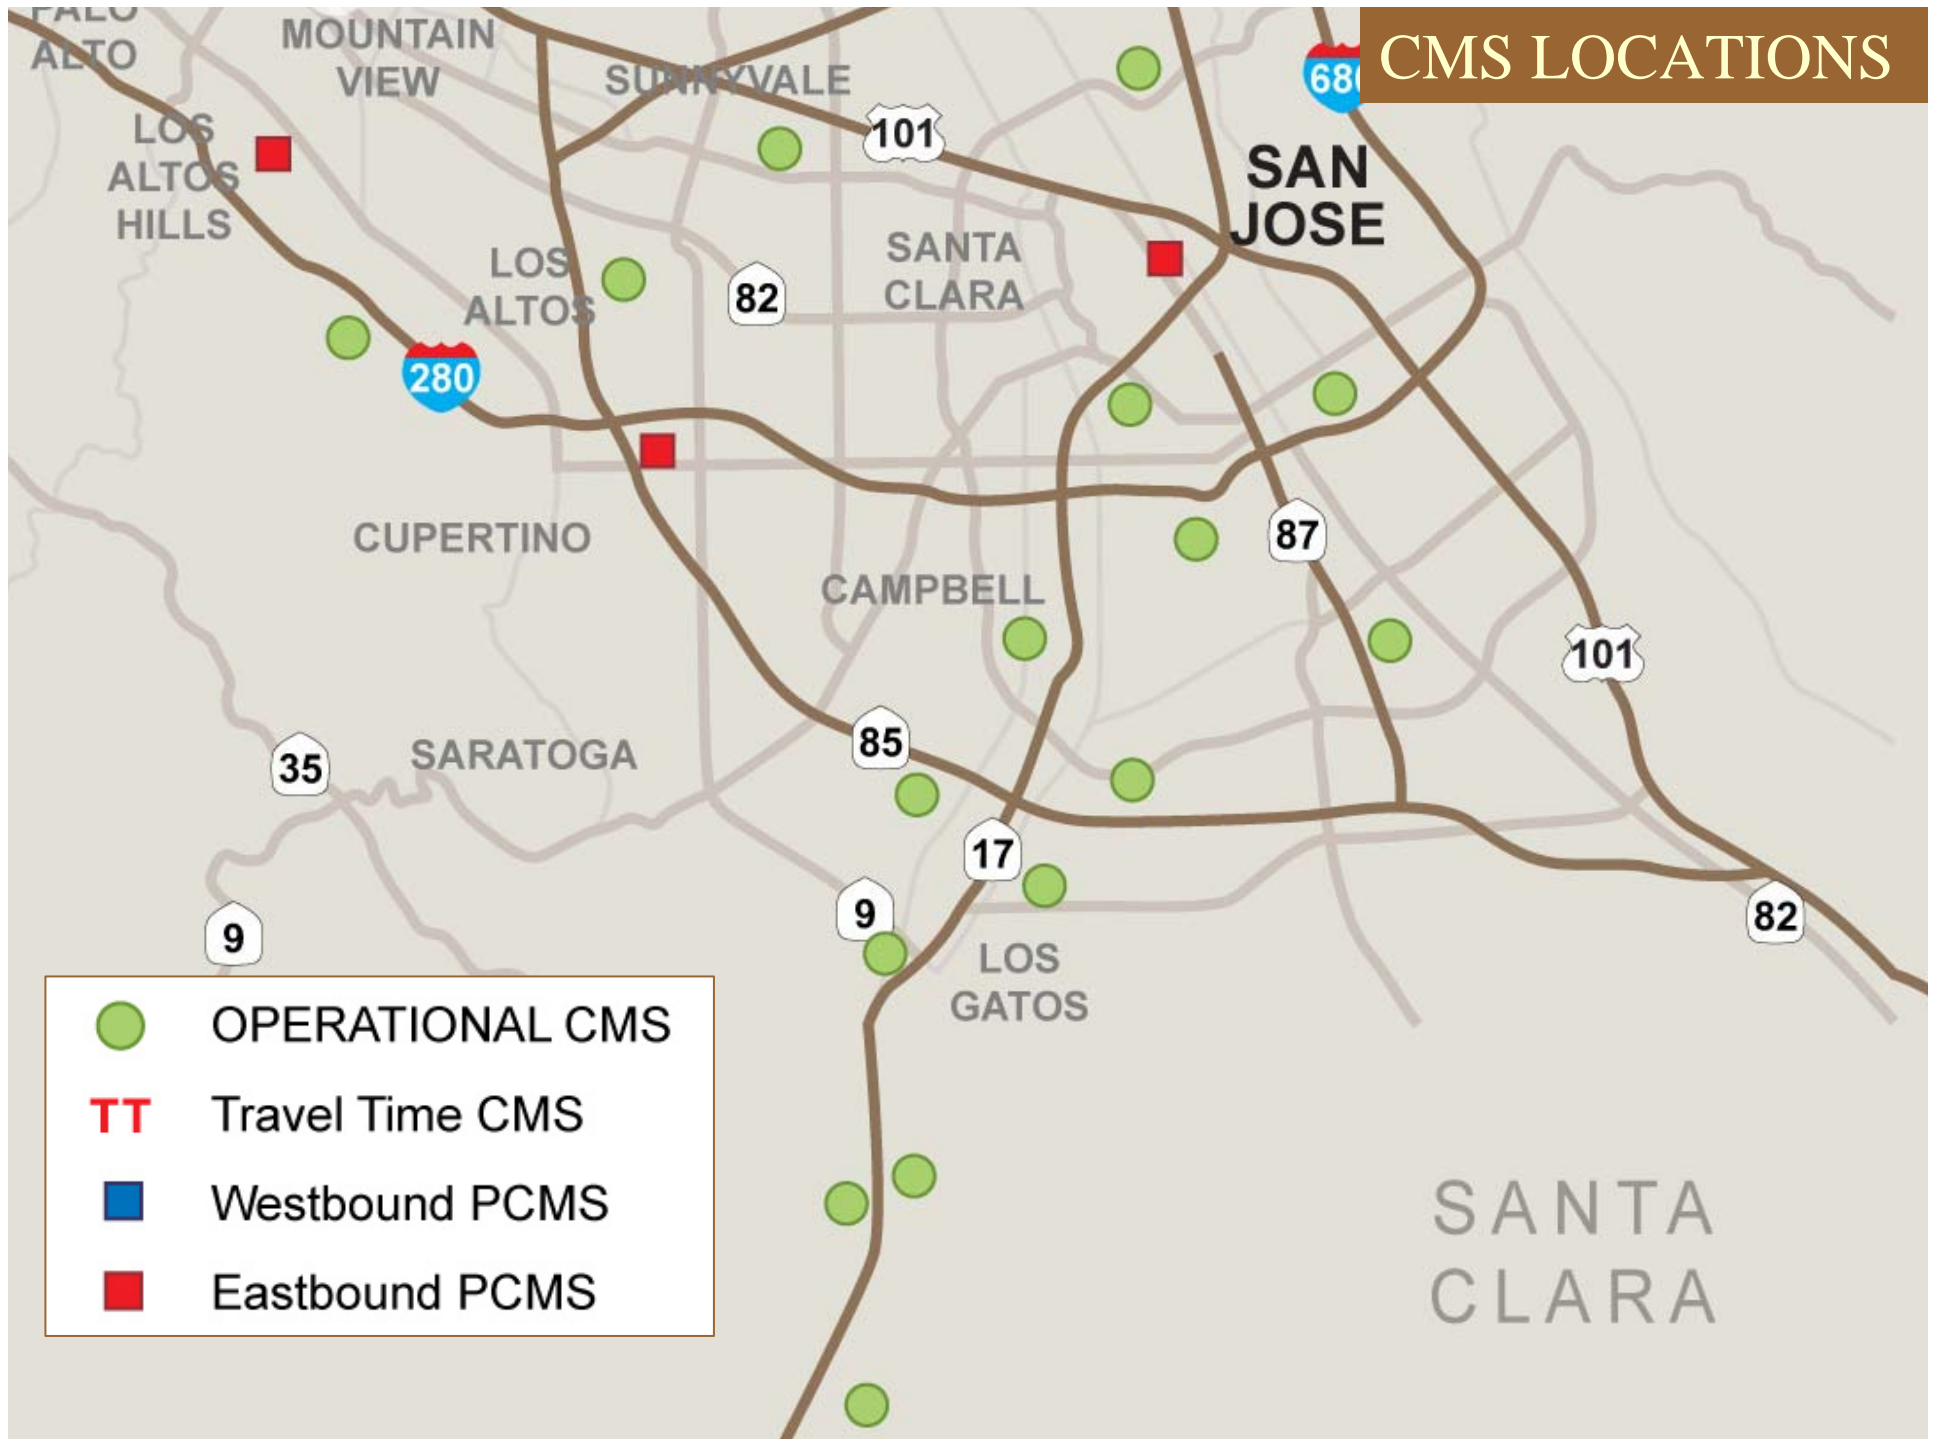 CMS LOCATIONS
PALO
ALTO
MOUNTAIN
VIEW
SUNNYVALE
680
101
LOS
ALTOS
HILLS
SAN
JOSE
LOS
ALTOS
82
SANTA
CLARA
280
CUPERTINO
87
CAMPBELL
101
85
35
SARATOGA
17
9
9
82
LOS
GATOS
OPERATIONAL CMS
TT Travel Time CMS
Westbound PCMS
Eastbound PCMS
SANTA
CLARA